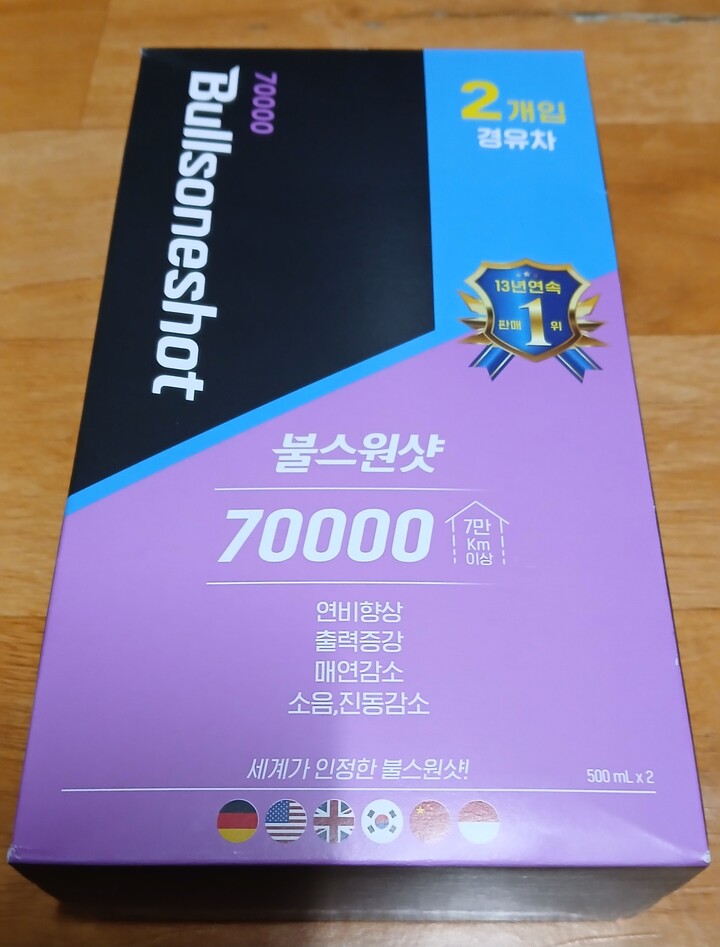 70000
Bullsoneshot
2개입
경유차
13년연속
판매 1 위
불스원샷
70000
7만
Km
이상
연비향상
출력증강
매연감소
소음,진동감소
세계가 인정한 불스원샷!
500 mL x 2